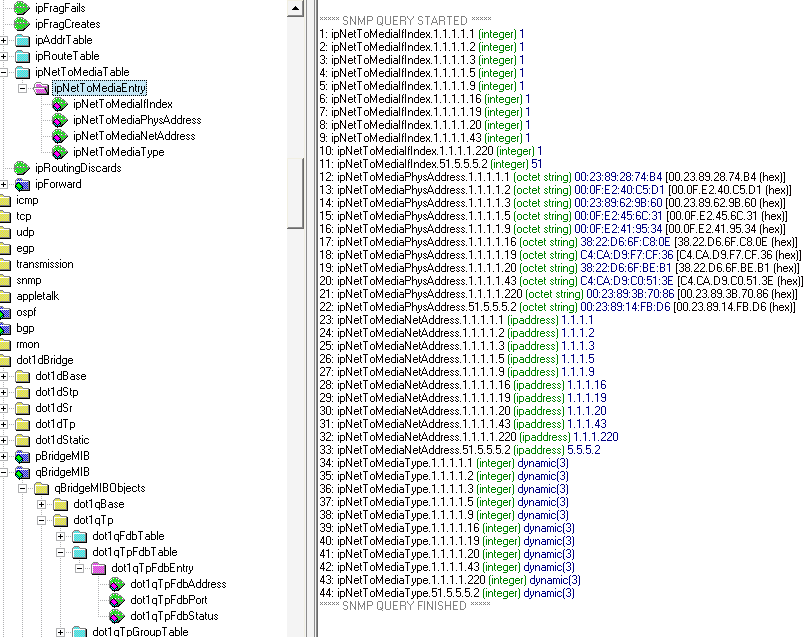 ipFragFails
ipFragCreates
ipAddrTable
ipRouteTable
ipNetToMediaTable
ipNetToMediaEntry
ipNetToMediaIfIndex
ipNetToMediaPhysAddress
ipNetToMediaNetAddress
ipNetToMediaType
ipRoutingDiscards
ipForward
icmp
tcp
udp
egp
transmission
snmp
appletalk
ospf
bgp
rmon
dot1dBridge
dot1dBase
dot1dStp
dot1dSr
dot1dTp
dot1dStatic
pBridgeMIB
qBridgeMIB
qBridgeMIBObjects
dot1qBase
dot1qTp
dot1qFdbTable
dot1qTpFdbTable
dot1qTpFdbEntry
dot1qTpFdbAddress
dot1qTpFdbPort
dot1qTpFdbStatus
dot1qTpGroupTable
***** SNMP QUERY STARTED *****
1: ipNetToMediaIfIndex.1.1.1.1.1 (integer) 1
2: ipNetToMediaIfIndex.1.1.1.1.2 (integer) 1
3: ipNetToMediaIfIndex.1.1.1.1.3 (integer) 1
4: ipNetToMediaIfIndex.1.1.1.1.5 (integer) 1
5: ipNetToMediaIfIndex.1.1.1.1.9 (integer) 1
6: ipNetToMediaIfIndex.1.1.1.1.16 (integer) 1
7: ipNetToMediaIfIndex.1.1.1.1.19 (integer) 1
8: ipNetToMediaIfIndex.1.1.1.1.20 (integer) 1
9: ipNetToMediaIfIndex.1.1.1.1.43 (integer) 1
10: ipNetToMediaIfIndex.1.1.1.1.220 (integer) 1
11: ipNetToMediaIfIndex.51.5.5.5.2 (integer) 51
12: ipNetToMediaPhysAddress.1.1.1.1.1 (octet string) 00:23:89:28:74:B4 [00.23.89.28.74.B4 (hex)]
13: ipNetToMediaPhysAddress.1.1.1.1.2 (octet string) 00:0F:E2:40:C5:D1 [00.0F.E2.40.C5.D1 (hex)]
14: ipNetToMediaPhysAddress.1.1.1.1.3 (octet string) 00:23:89:62:9B:60 [00.23.89.62.9B.60 (hex)]
15: ipNetToMediaPhysAddress.1.1.1.1.5 (octet string) 00:0F:E2:45:6C:31 [00.0F.E2.45.6C.31 (hex)]
16: ipNetToMediaPhysAddress.1.1.1.1.9 (octet string) 00:0F:E2:41:95:34 [00.0F.E2.41.95.34 (hex)]
17: ipNetToMediaPhysAddress.1.1.1.1.16 (octet string) 38:22:D6:6F:C8:0E [38.22.D6.6F.C8.0E (hex)]
18: ipNetToMediaPhysAddress.1.1.1.1.19 (octet string) C4:CA:D9:F7:CF:36 [C4.CA.D9.F7.CF.36 (hex)]
19: ipNetToMediaPhysAddress.1.1.1.1.20 (octet string) 38:22:D6:6F:BE:B1 [38.22.D6.6F.BE.B1 (hex)]
20: ipNetToMediaPhysAddress.1.1.1.1.43 (octet string) C4:CA:D9:C0:51:3E [C4.CA.D9.C0.51.3E (hex)]
21: ipNetToMediaPhysAddress.1.1.1.1.220 (octet string) 00:23:89:3B:70:86 [00.23.89.3B.70.86 (hex)]
22: ipNetToMediaPhysAddress.51.5.5.5.2 (octet string) 00:23:89:14:FB:D6 [00.23.89.14.FB.D6 (hex)]
23: ipNetToMediaNetAddress.1.1.1.1.1 (ipaddress) 1.1.1.1
24: ipNetToMediaNetAddress.1.1.1.1.2 (ipaddress) 1.1.1.2
25: ipNetToMediaNetAddress.1.1.1.1.3 (ipaddress) 1.1.1.3
26: ipNetToMediaNetAddress.1.1.1.1.5 (ipaddress) 1.1.1.5
27: ipNetToMediaNetAddress.1.1.1.1.9 (ipaddress) 1.1.1.9
28: ipNetToMediaNetAddress.1.1.1.1.16 (ipaddress) 1.1.1.16
29: ipNetToMediaNetAddress.1.1.1.1.19 (ipaddress) 1.1.1.19
30: ipNetToMediaNetAddress.1.1.1.1.20 (ipaddress) 1.1.1.20
31: ipNetToMediaNetAddress.1.1.1.1.43 (ipaddress) 1.1.1.43
32: ipNetToMediaNetAddress.1.1.1.1.220 (ipaddress) 1.1.1.220
33: ipNetToMediaNetAddress.51.5.5.5.2 (ipaddress) 5.5.5.2
34: ipNetToMediaType.1.1.1.1.1 (integer) dynamic(3)
35: ipNetToMediaType.1.1.1.1.2 (integer) dynamic(3)
36: ipNetToMediaType.1.1.1.1.3 (integer) dynamic(3)
37: ipNetToMediaType.1.1.1.1.5 (integer) dynamic(3)
38: ipNetToMediaType.1.1.1.1.9 (integer) dynamic(3)
39: ipNetToMediaType.1.1.1.1.16 (integer) dynamic(3)
40: ipNetToMediaType.1.1.1.1.19 (integer) dynamic(3)
41: ipNetToMediaType.1.1.1.1.20 (integer) dynamic(3)
42: ipNetToMediaType.1.1.1.1.43 (integer) dynamic(3)
43: ipNetToMediaType.1.1.1.1.220 (integer) dynamic(3)
44: ipNetToMediaType.51.5.5.5.2 (integer) dynamic(3)
***** SNMP QUERY FINISHED *****